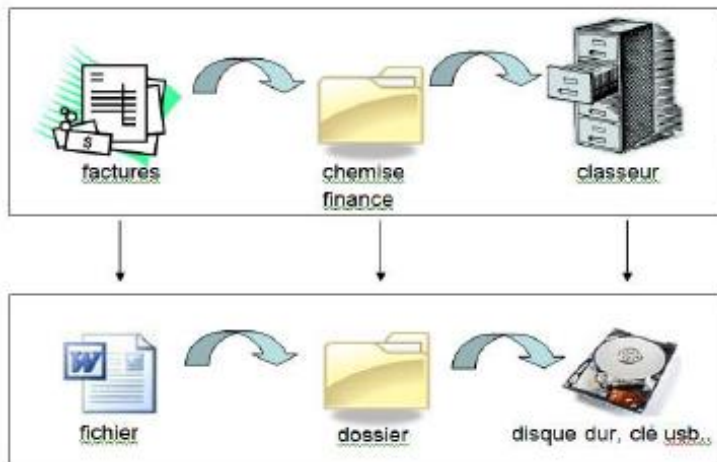 factures
chemise
finance
classeur
fichier
dossier
disque dur, clé usb..